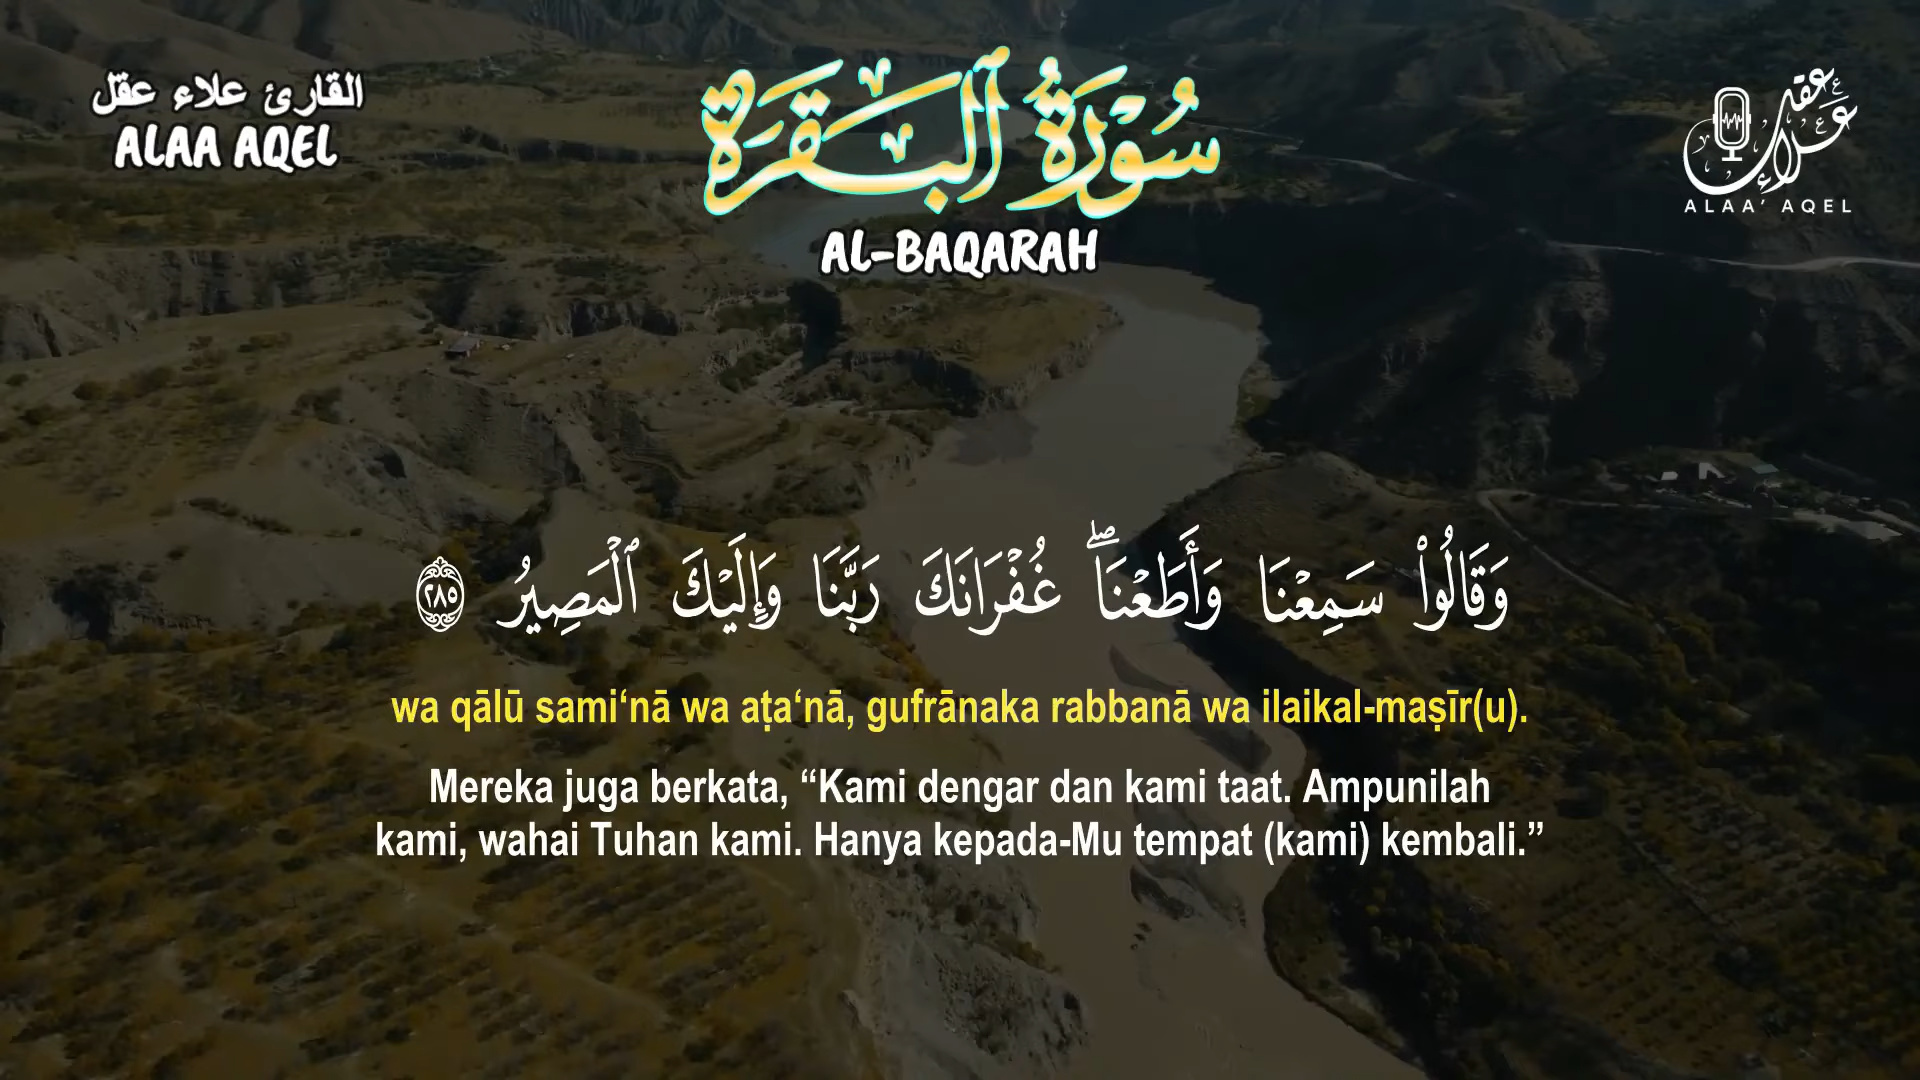 القارئ علاء عقل
ALAA AQEL
سُوْرَةُ ٱلْبَقَرَة
AL-BAQARAH
علاء عقل
ALAA' AQEL
وَقَالُوا۟ سَمِعْنَا وَأَطَعْنَاۖ غُفْرَانَكَ رَبَّنَا وَإِلَيْكَ ٱلْمَصِيرُ ٢٨٥
wa qālū sami‘nā wa aṭa‘nā, gufrānaka rabbanā wa ilaikal-maṣīr(u).
Mereka juga berkata, “Kami dengar dan kami taat. Ampunilah
kami, wahai Tuhan kami. Hanya kepada-Mu tempat (kami) kembali.”